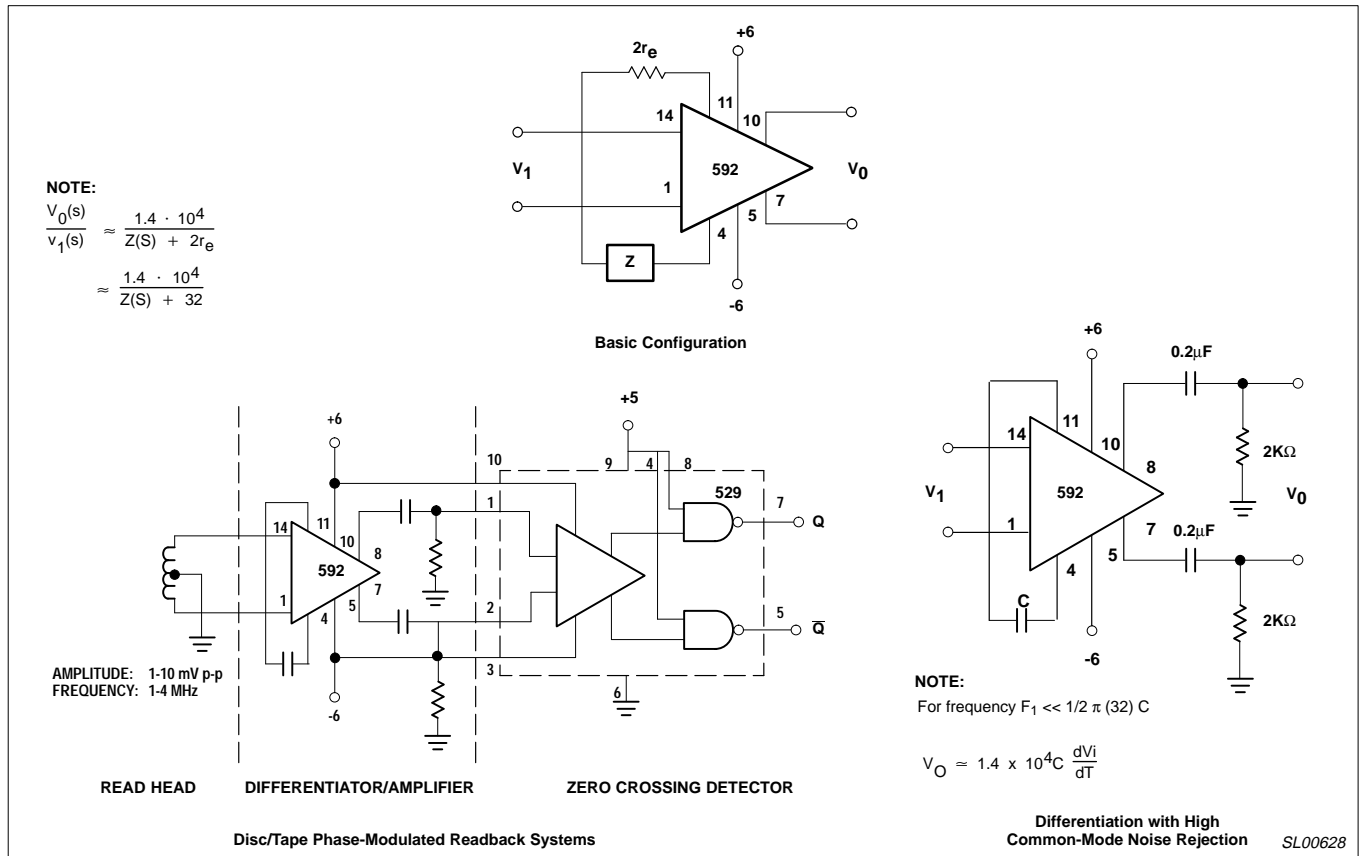 +6
2re
11
14
10
V1
592
V0
1
7
5
4
Z
-6
Basic Configuration
NOTE:
V0(s)
v1(s)
≈
1.4 · 10^4
Z(S) + 2re
≈
1.4 · 10^4
Z(S) + 32
+6
+5
10
9
4
8
14
11
10
8
592
7
1
5
4
1
2
3
529
7
Q
5
Q̅
6
-6
AMPLITUDE: 1-10 mV p-p
FREQUENCY: 1-4 MHz
READ HEAD
DIFFERENTIATOR/AMPLIFIER
ZERO CROSSING DETECTOR
Disc/Tape Phase-Modulated Readback Systems
+6
0.2μF
11
14
10
8
2KΩ
V1
592
V0
1
7
0.2μF
5
4
C
2KΩ
-6
NOTE:
For frequency F1 << 1/2 π (32) C
VO ≃ 1.4 x 10^4C dVi
dT
Differentiation with High
Common-Mode Noise Rejection
SL00628